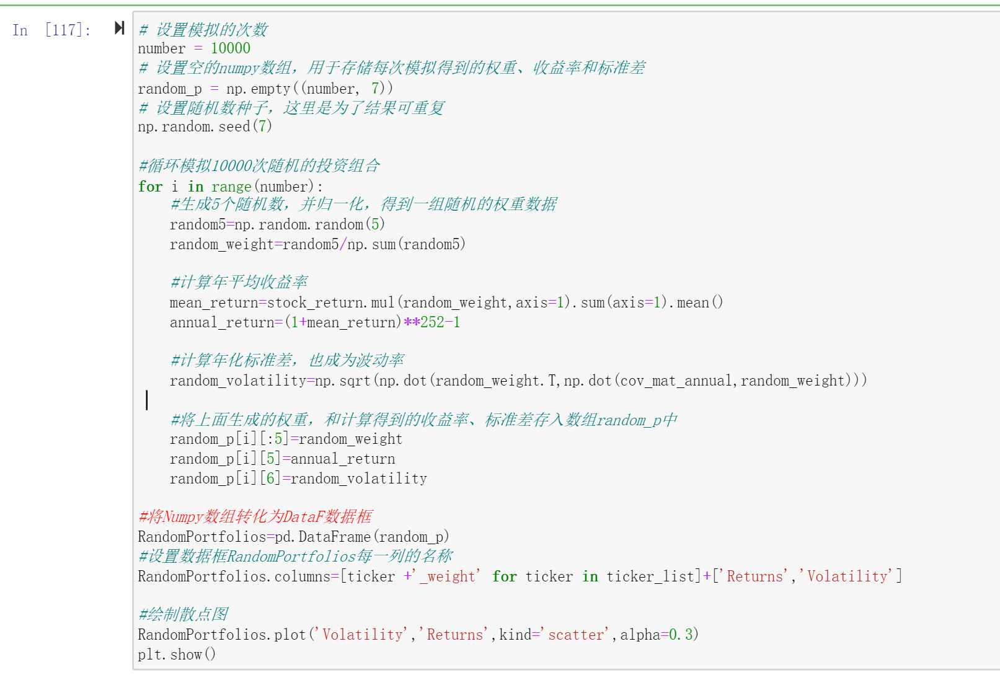 In [117]:
# 设置模拟的次数
number = 10000
# 设置空的numpy数组，用于存储每次模拟得到的权重、收益率和标准差
random_p = np.empty((number, 7))
# 设置随机数种子，这里是为了结果可重复
np.random.seed(7)
#循环模拟10000次随机的投资组合
for i in range(number):
    #生成5个随机数，并归一化，得到一组随机的权重数据
    random5=np.random.random(5)
    random_weight=random5/np.sum(random5)
    #计算年平均收益率
    mean_return=stock_return.mul(random_weight,axis=1).sum(axis=1).mean()
    annual_return=(1+mean_return)**252-1
    #计算年化标准差，也成为波动率
    random_volatility=np.sqrt(np.dot(random_weight.T,np.dot(cov_mat_annual,random_weight)))
    #将上面生成的权重，和计算得到的收益率、标准差存入数组random_p中
    random_p[i][:5]=random_weight
    random_p[i][5]=annual_return
    random_p[i][6]=random_volatility
#将Numpy数组转化为DataF数据框
RandomPortfolios=pd.DataFrame(random_p)
#设置数据框RandomPortfolios每一列的名称
RandomPortfolios.columns=[ticker +'_weight' for ticker in ticker_list]+['Returns','Volatility']
#绘制散点图
RandomPortfolios.plot('Volatility','Returns',kind='scatter',alpha=0.3)
plt.show()